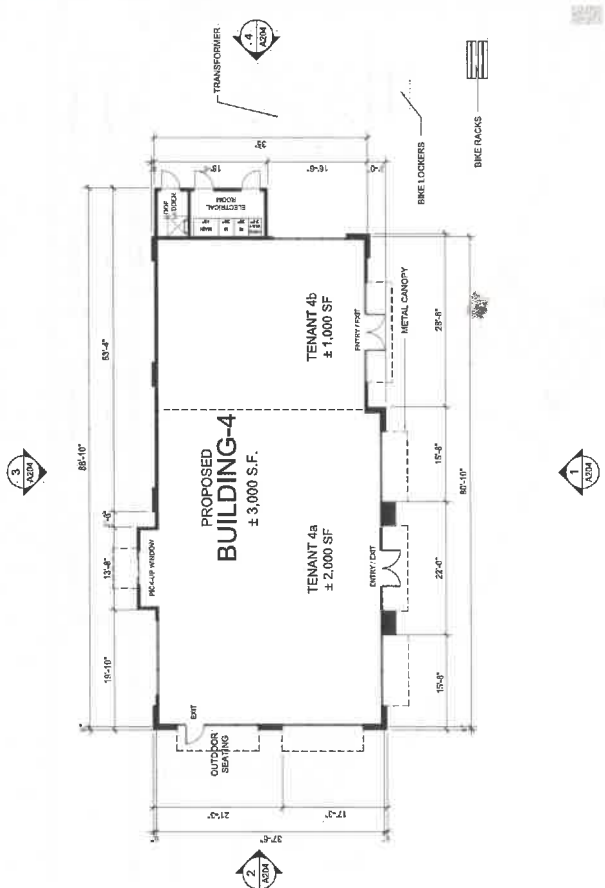 4
A204
TRANSFORMER
BIKE LOCKERS
BIKE RACKS
ELECTRICAL
ROOM
MAIN
35'
15'
16'-6"
88'-10"
63'-4"
13'-8"
19'-10"
3
A204
PICK-UP WINDOW
PROPOSED
BUILDING-4
± 3,000 S.F.
TENANT 4b
± 1,000 SF
ENTRY / EXIT
METAL CANOPY
TENANT 4a
± 2,000 SF
ENTRY / EXIT
EXIT
OUTDOOR
SEATING
28'-8"
15'-8"
80'-10"
22'-0"
15'-8"
1
A204
21'-3"
17'-3"
37'-6"
2
A204